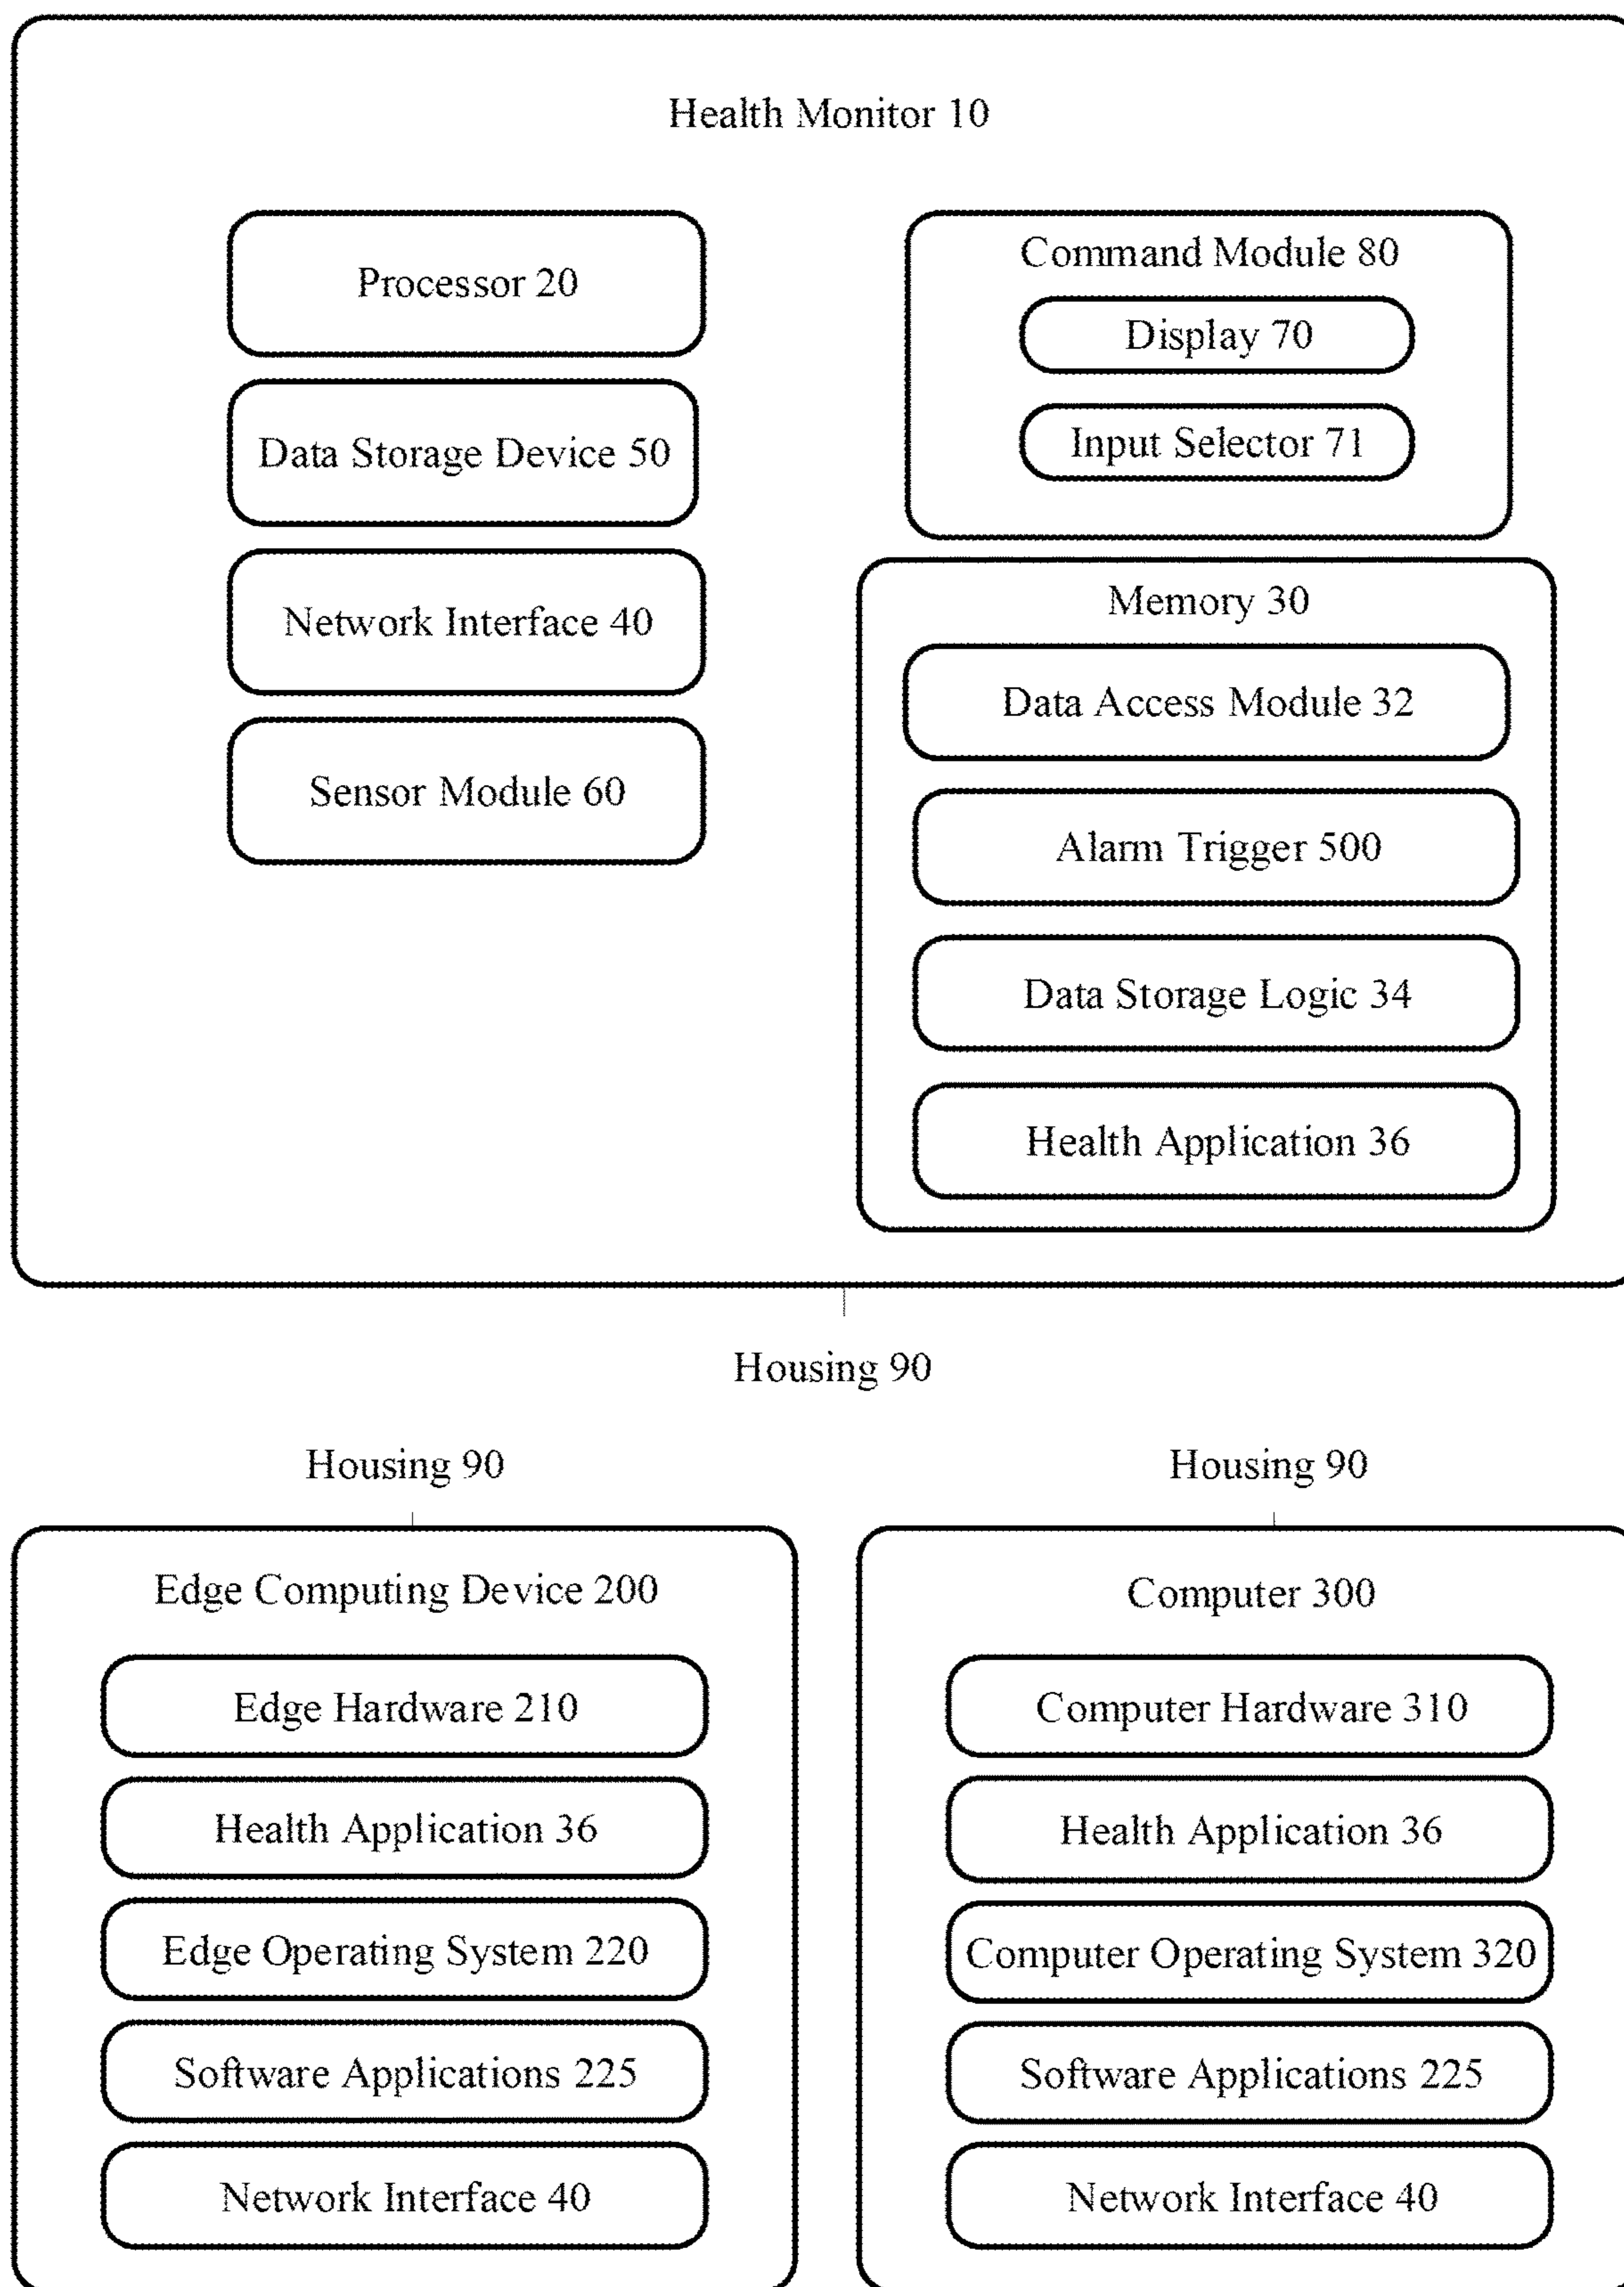 Health Monitor 10
Processor 20
Data Storage Device 50
Network Interface 40
Sensor Module 60
Command Module 80
Display 70
Input Selector 71
Memory 30
Data Access Module 32
Alarm Trigger 500
Data Storage Logic 34
Health Application 36
Housing 90
Housing 90
Edge Computing Device 200
Edge Hardware 210
Health Application 36
Edge Operating System 220
Software Applications 225
Network Interface 40
Housing 90
Computer 300
Computer Hardware 310
Health Application 36
Computer Operating System 320
Software Applications 225
Network Interface 40